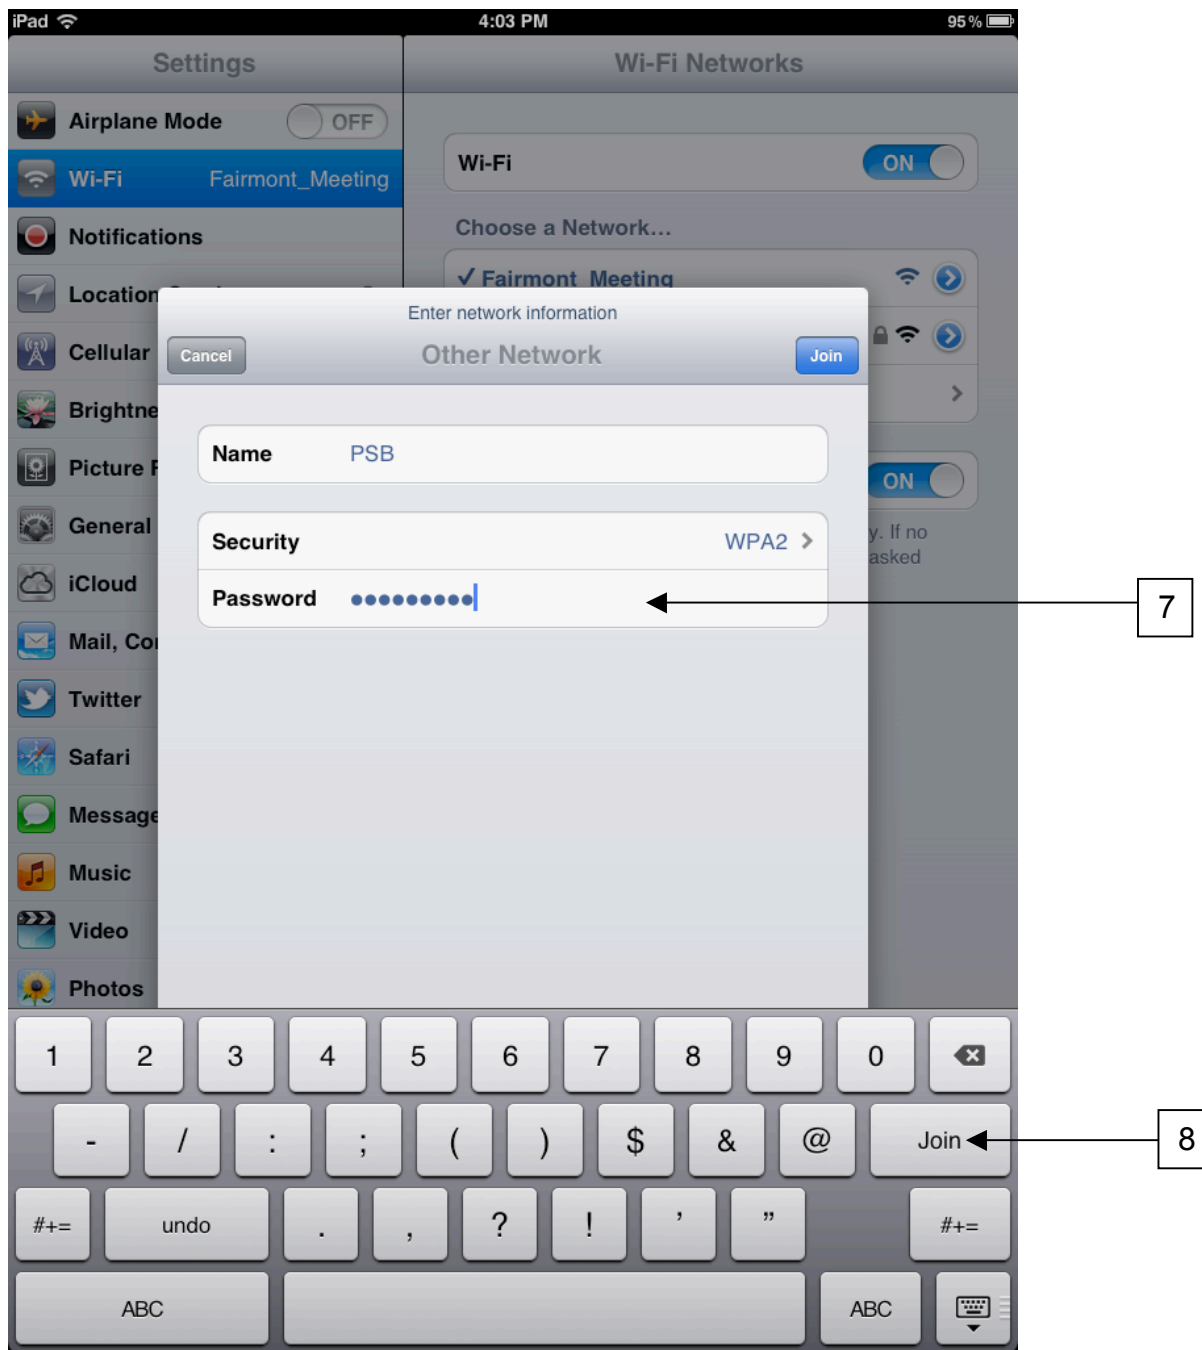 iPad 4:03 PM 95%
Settings
Wi-Fi Networks
Airplane Mode OFF
Wi-Fi Fairmont_Meeting
Notifications
Location
Cellular
Brightne
Picture F
General
iCloud
Mail, Co
Twitter
Safari
Message
Music
Video
Photos
Wi-Fi ON
Choose a Network...
✓ Fairmont_Meeting
ON
y. If no
asked
Enter network information
Cancel Other Network Join
Name PSB
Security WPA2
Password ●●●●●●●●●
7
1 2 3 4 5 6 7 8 9 0
- / : ; ( ) $ & @ Join
8
#+= undo . , ? ! ' " #+=
ABC ABC